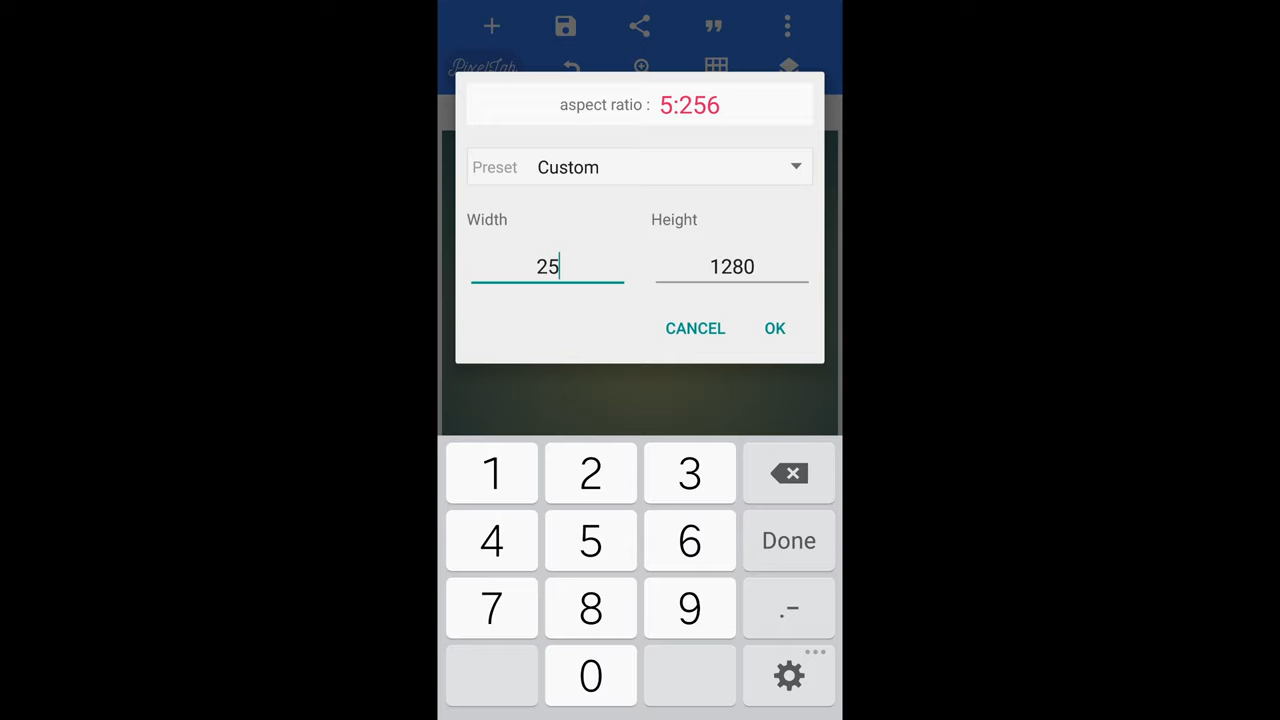 PixelLab
aspect ratio : 5:256
Preset Custom
Width Height
25 1280
CANCEL OK
1 2 3
4 5 6 Done
7 8 9 .-
0